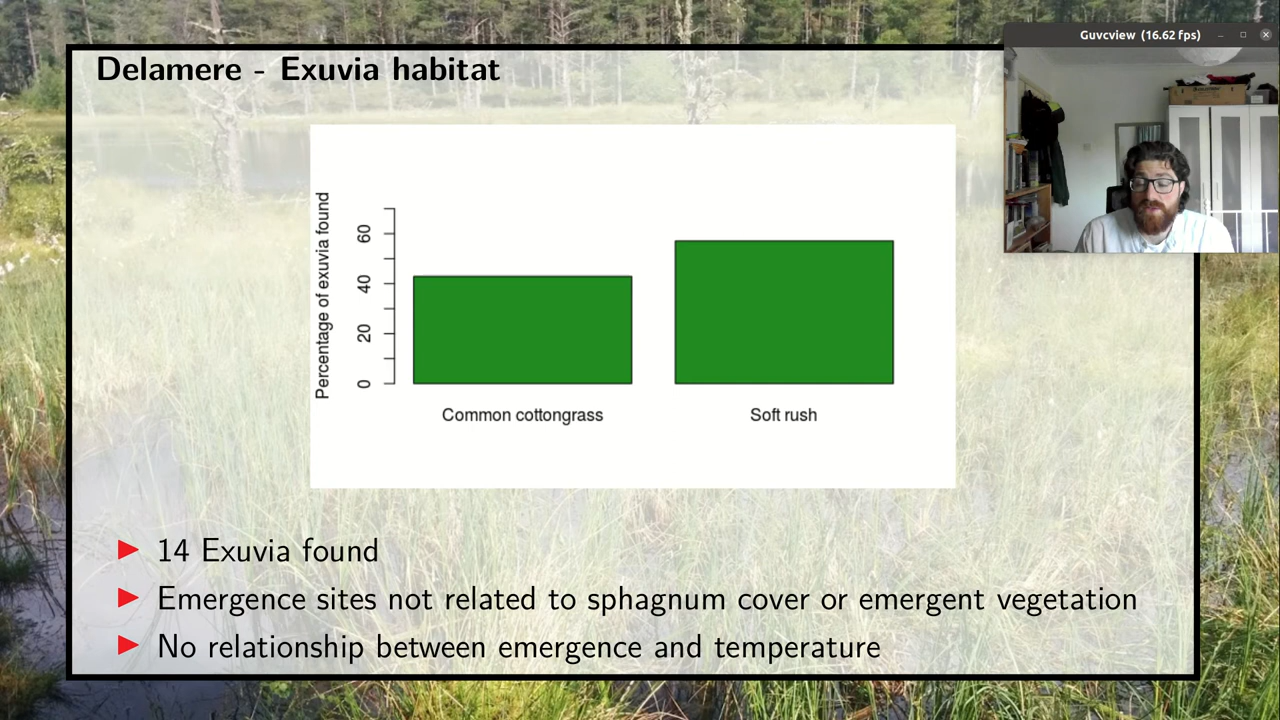 Guvcview (16.62 fps)
Delamere - Exuvia habitat
Percentage of exuvia found
60
40
20
0
Common cottongrass
Soft rush
14 Exuvia found
Emergence sites not related to sphagnum cover or emergent vegetation
No relationship between emergence and temperature